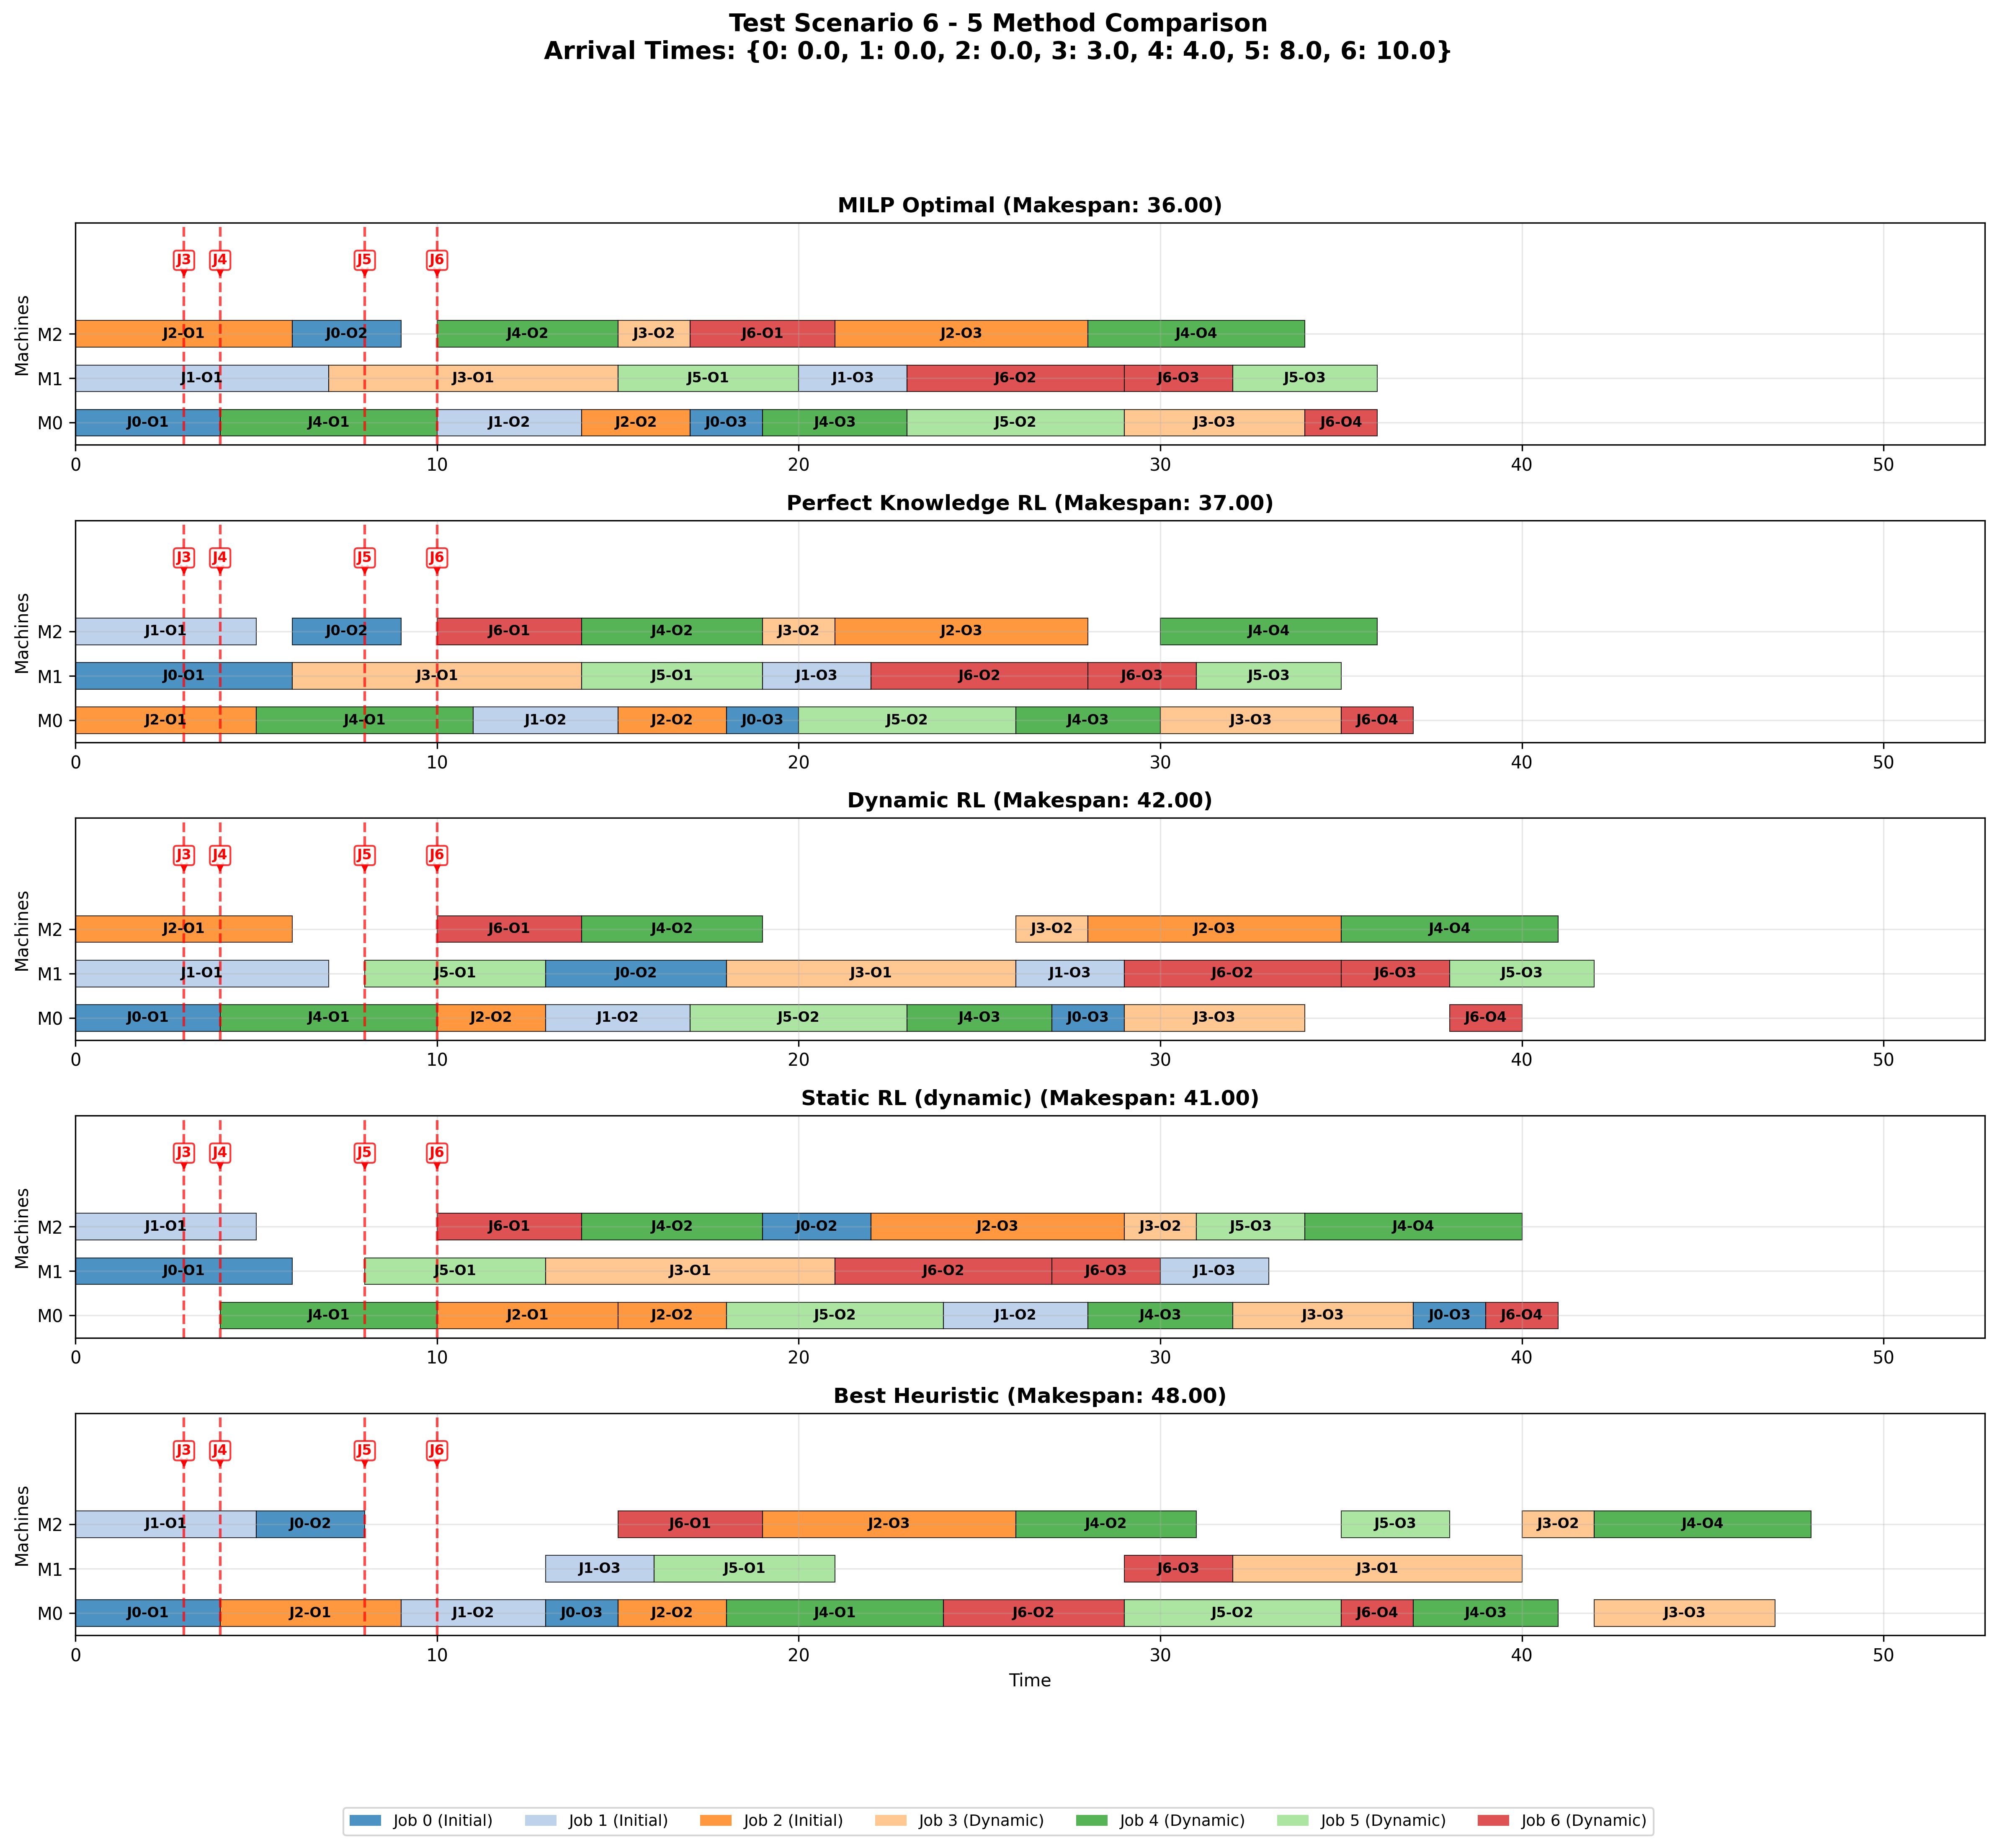 Test Scenario 6 - 5 Method Comparison
Arrival Times: {0: 0.0, 1: 0.0, 2: 0.0, 3: 3.0, 4: 4.0, 5: 8.0, 6: 10.0}
MILP Optimal (Makespan: 36.00)
J3 J4 J5 J6
Machines
M2 J2-O1 J0-O2 J4-O2 J3-O2 J6-O1 J2-O3 J4-O4
M1 J1-O1 J3-O1 J5-O1 J1-O3 J6-O2 J6-O3 J5-O3
M0 J0-O1 J4-O1 J1-O2 J2-O2 J0-O3 J4-O3 J5-O2 J3-O3 J6-O4
0 10 20 30 40 50
Perfect Knowledge RL (Makespan: 37.00)
J3 J4 J5 J6
Machines
M2 J1-O1 J0-O2 J6-O1 J4-O2 J3-O2 J2-O3 J4-O4
M1 J0-O1 J3-O1 J5-O1 J1-O3 J6-O2 J6-O3 J5-O3
M0 J2-O1 J4-O1 J1-O2 J2-O2 J0-O3 J5-O2 J4-O3 J3-O3 J6-O4
0 10 20 30 40 50
Dynamic RL (Makespan: 42.00)
J3 J4 J5 J6
Machines
M2 J2-O1 J6-O1 J4-O2 J3-O2 J2-O3 J4-O4
M1 J1-O1 J5-O1 J0-O2 J3-O1 J1-O3 J6-O2 J6-O3 J5-O3
M0 J0-O1 J4-O1 J2-O2 J1-O2 J5-O2 J4-O3 J0-O3 J3-O3 J6-O4
0 10 20 30 40 50
Static RL (dynamic) (Makespan: 41.00)
J3 J4 J5 J6
Machines
M2 J1-O1 J6-O1 J4-O2 J0-O2 J2-O3 J3-O2 J5-O3 J4-O4
M1 J0-O1 J5-O1 J3-O1 J6-O2 J6-O3 J1-O3
M0 J4-O1 J2-O1 J2-O2 J5-O2 J1-O2 J4-O3 J3-O3 J0-O3 J6-O4
0 10 20 30 40 50
Best Heuristic (Makespan: 48.00)
J3 J4 J5 J6
Machines
M2 J1-O1 J0-O2 J6-O1 J2-O3 J4-O2 J5-O3 J3-O2 J4-O4
M1 J1-O3 J5-O1 J6-O3 J3-O1
M0 J0-O1 J2-O1 J1-O2 J0-O3 J2-O2 J4-O1 J6-O2 J5-O2 J6-O4 J4-O3 J3-O3
0 10 20 30 40 50
Time
Job 0 (Initial) Job 1 (Initial) Job 2 (Initial) Job 3 (Dynamic) Job 4 (Dynamic) Job 5 (Dynamic) Job 6 (Dynamic)